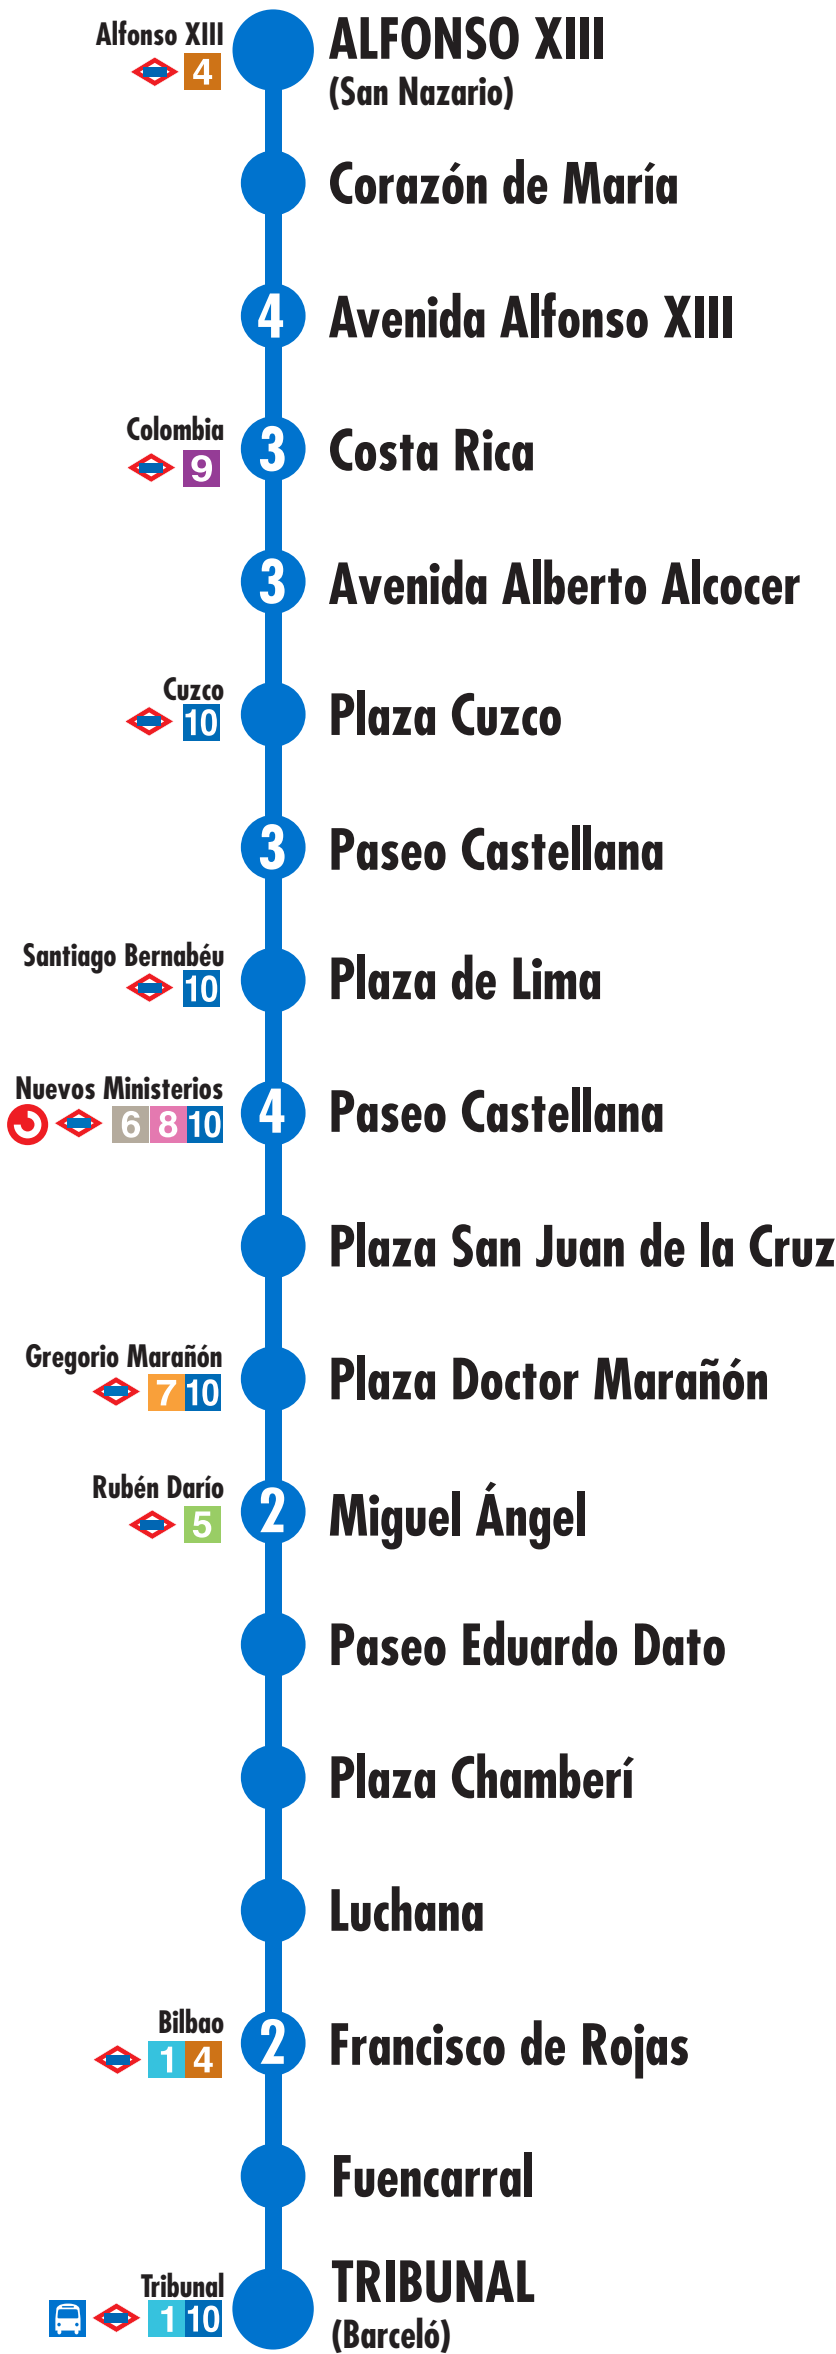 Alfonso XIII
4
ALFONSO XIII
(San Nazario)
Corazón de María
4
Avenida Alfonso XIII
Colombia
9
3
Costa Rica
3
Avenida Alberto Alcocer
Cuzco
10
Plaza Cuzco
3
Paseo Castellana
Santiago Bernabéu
10
Plaza de Lima
Nuevos Ministerios
6 8 10
4
Paseo Castellana
Plaza San Juan de la Cruz
Gregorio Marañón
7 10
Plaza Doctor Marañón
Rubén Darío
5
2
Miguel Ángel
Paseo Eduardo Dato
Plaza Chamberí
Luchana
Bilbao
1 4
2
Francisco de Rojas
Fuencarral
Tribunal
1 10
TRIBUNAL
(Barceló)